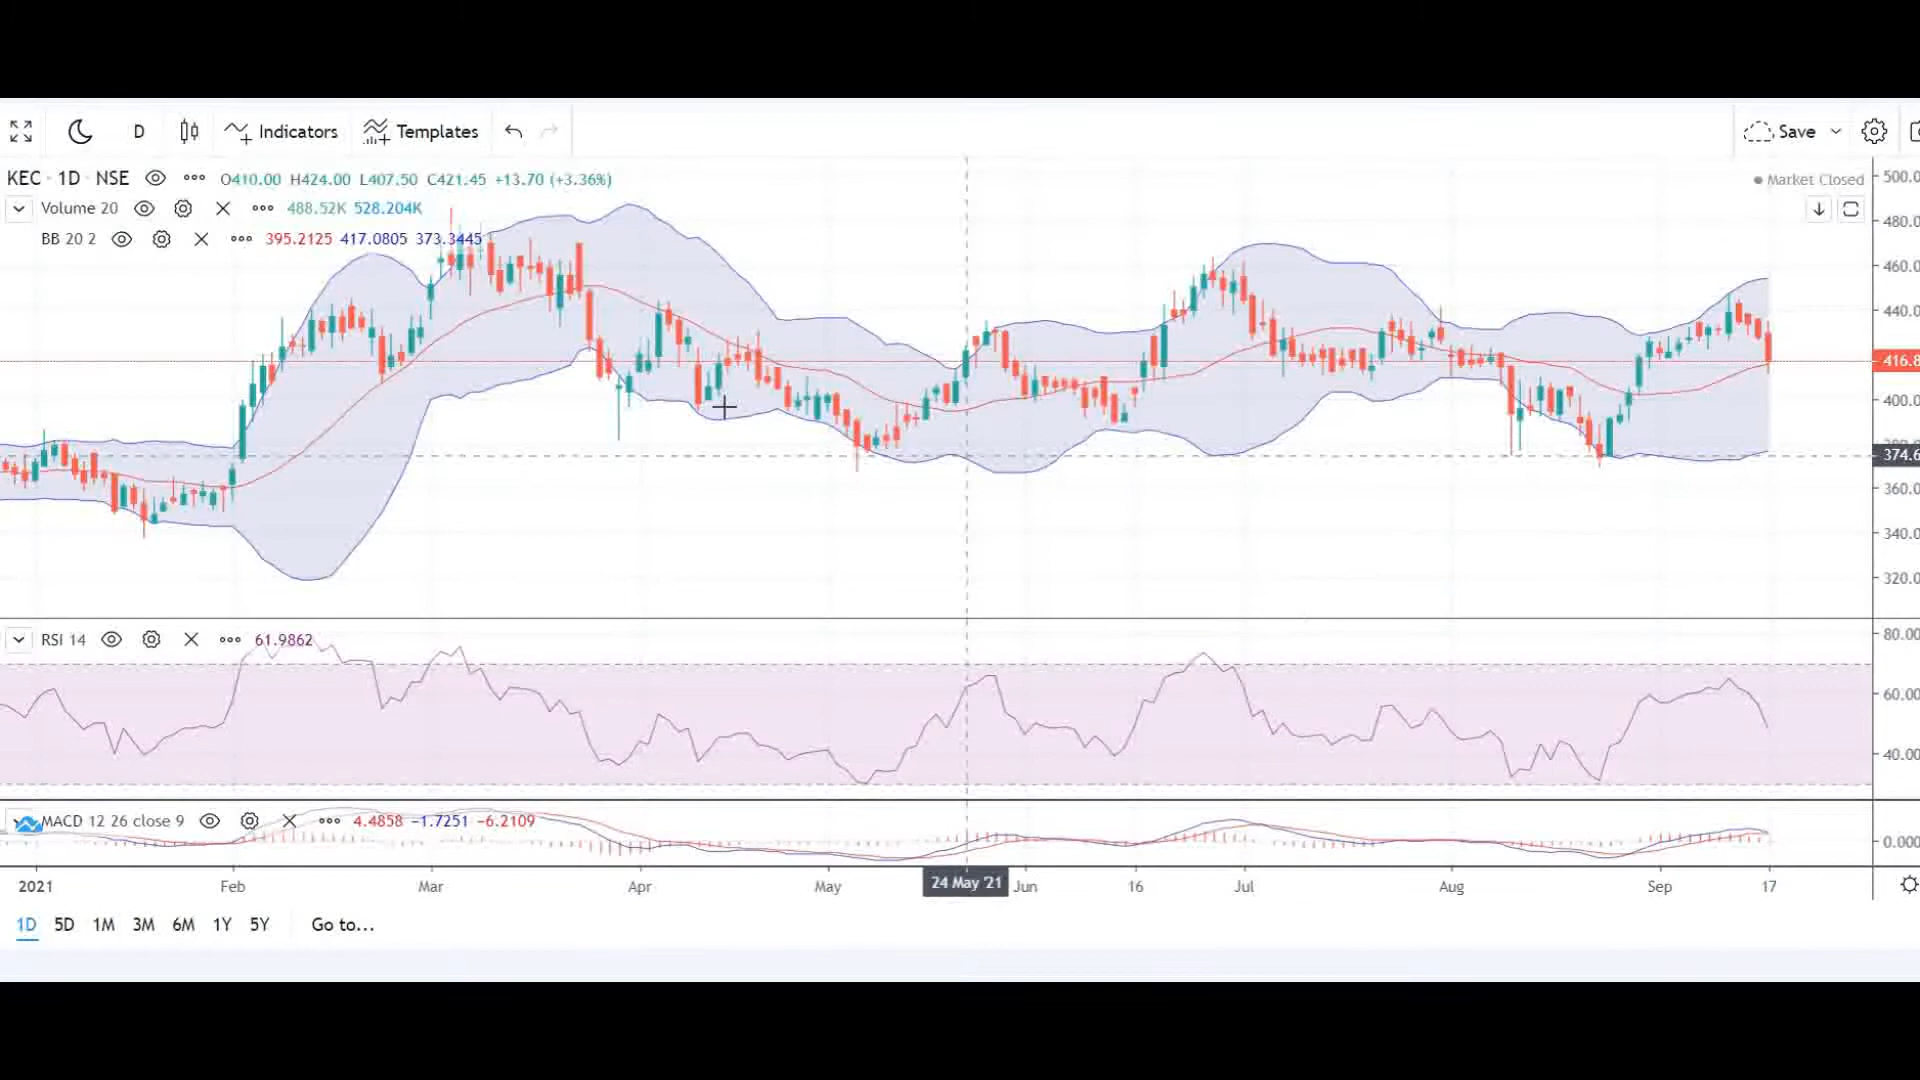 D Indicators Templates Save
KEC · 1D · NSE O410.00 H424.00 L407.50 C421.45 +13.70 (+3.36%) Market Closed 500.0
Volume 20 488.52K 528.204K 480.0
BB 20 2 395.2125 417.0805 373.3445
460.0
440.0
416.8
400.0
374.6
360.0
340.0
320.0
RSI 14 61.9862 80.00
60.00
40.00
MACD 12 26 close 9 4.4858 −1.7251 −6.2109
0.000
2021 Feb Mar Apr May 24 May '21 Jun 16 Jul Aug Sep 17
1D 5D 1M 3M 6M 1Y 5Y Go to...